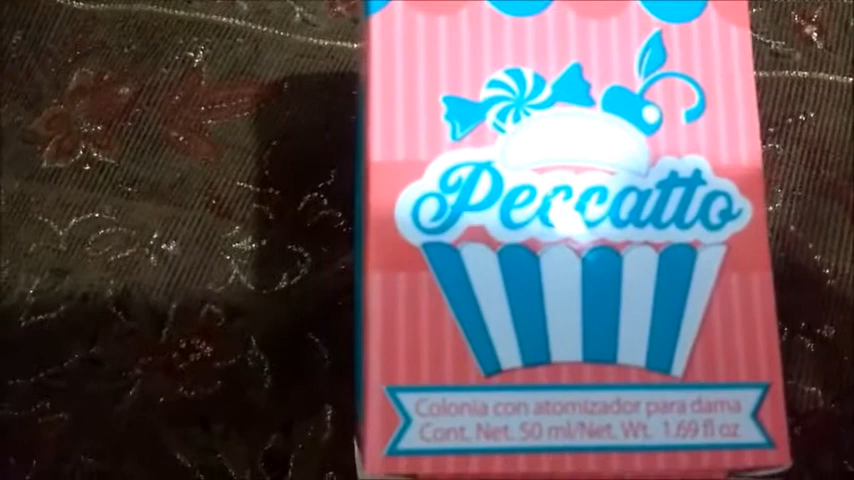 Peccatto
Colonia con atomizador para dama
Cont. Net. 50 ml/Net. Wt. 1.69 fl oz